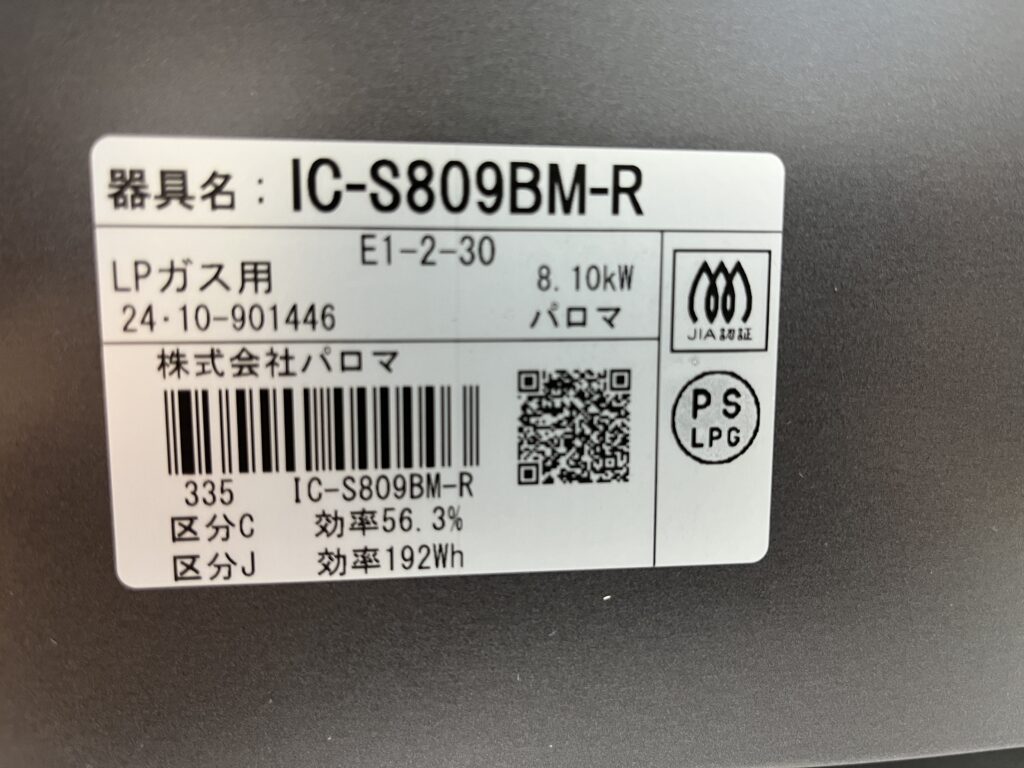 器具名：IC-S809BM-R
E1-2-30
LPガス用 8.10kW
24・10-901446 パロマ
JIA認証
株式会社パロマ
PS
LPG
335 IC-S809BM-R
区分C 効率56.3%
区分J 効率192Wh